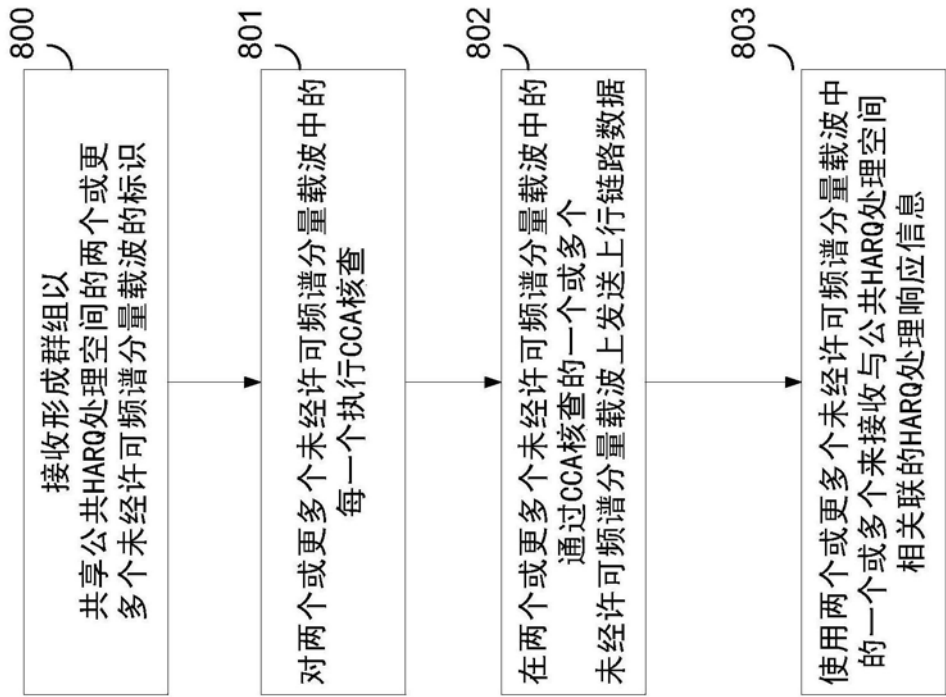 800
接收形成群组以
共享公共HARQ处理空间的两个或更
多个未经许可频谱分量载波的标识
801
对两个或更多个未经许可频谱分量载波中的
每一个执行CCA核查
802
在两个或更多个未经许可频谱分量载波中的
通过CCA核查的一个或多个
未经许可频谱分量载波上发送上行链路数据
803
使用两个或更多个未经许可频谱分量载波中
的一个或多个来接收与公共HARQ处理空间
相关联的HARQ处理响应信息